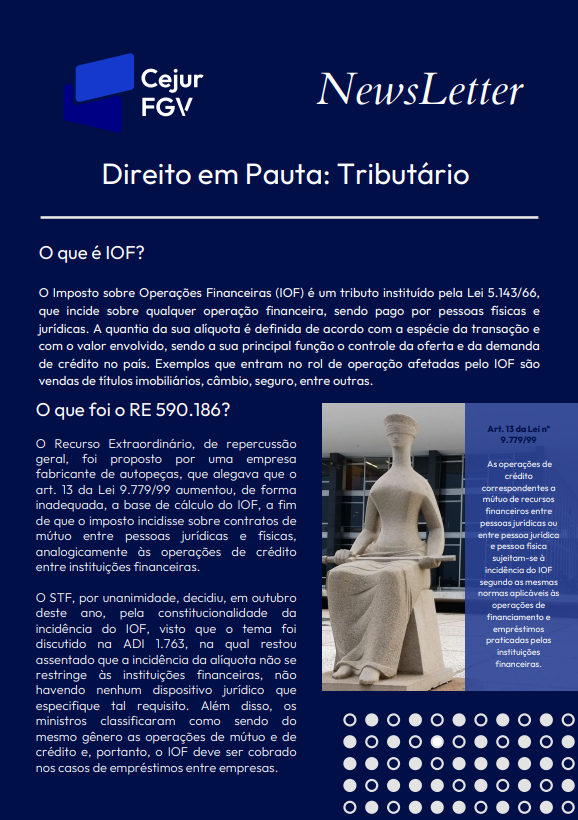 Cejur
FGV
NewsLetter
Direito em Pauta: Tributário
O que é IOF?
O Imposto sobre Operações Financeiras (IOF) é um tributo instituído pela Lei 5.143/66,
que incide sobre qualquer operação financeira, sendo pago por pessoas físicas e
jurídicas. A quantia da sua alíquota é definida de acordo com a espécie da transação e
com o valor envolvido, sendo a sua principal função o controle da oferta e da demanda
de crédito no país. Exemplos que entram no rol de operação afetadas pelo IOF são
vendas de títulos imobiliários, câmbio, seguro, entre outras.
O que foi o RE 590.186?
O Recurso Extraordinário, de repercussão
geral, foi proposto por uma empresa
fabricante de autopeças, que alegava que o
art. 13 da Lei 9.779/99 aumentou, de forma
inadequada, a base de cálculo do IOF, a fim
de que o imposto incidisse sobre contratos de
mútuo entre pessoas jurídicas e físicas,
analogicamente às operações de crédito
entre instituições financeiras.
O STF, por unanimidade, decidiu, em outubro
deste ano, pela constitucionalidade da
incidência do IOF, visto que o tema foi
discutido na ADI 1.763, na qual restou
assentado que a incidência da alíquota não se
restringe às instituições financeiras, não
havendo nenhum dispositivo jurídico que
especifique tal requisito. Além disso, os
ministros classificaram como sendo do
mesmo gênero as operações de mútuo e de
crédito e, portanto, o IOF deve ser cobrado
nos casos de empréstimos entre empresas.
Art. 13 da Lei nº
9.779/99
As operações de
crédito
correspondentes a
mútuo de recursos
financeiros entre
pessoas jurídicas ou
entre pessoa jurídica
e pessoa física
sujeitam-se à
incidência do IOF
segundo as mesmas
normas aplicáveis às
operações de
financiamento e
empréstimos
praticadas pelas
instituições
financeiras.